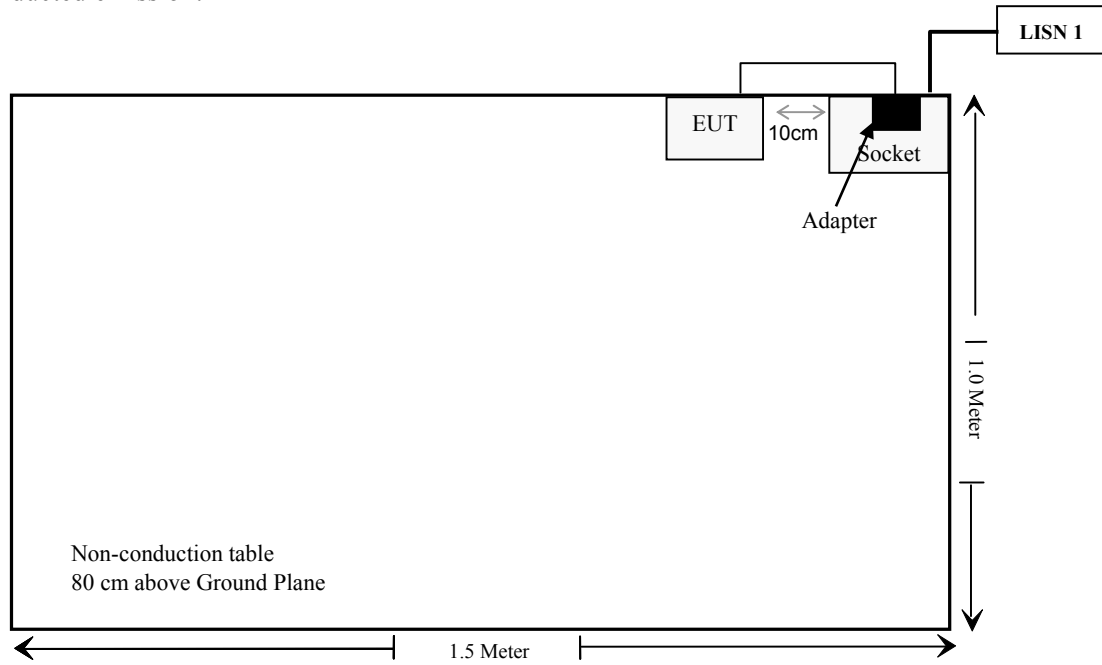 LISN 1
EUT
10cm
Socket
Adapter
1.0 Meter
Non-conduction table
80 cm above Ground Plane
1.5 Meter